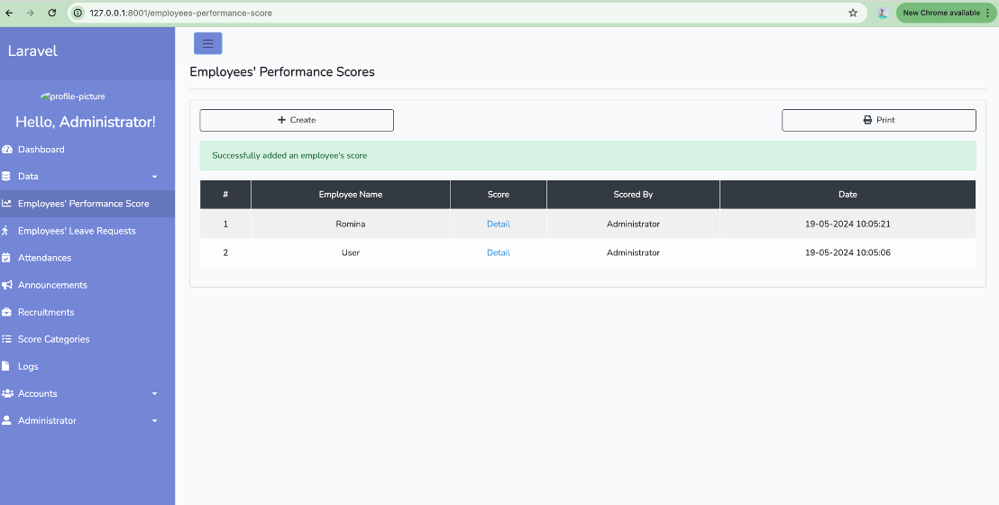 127.0.0.1:8001/employees-performance-score
New Chrome available
Laravel
profile-picture
Hello, Administrator!
Dashboard
Data
Employees' Performance Score
Employees' Leave Requests
Attendances
Announcements
Recruitments
Score Categories
Logs
Accounts
Administrator
Employees' Performance Scores
Create
Print
Successfully added an employee's score
# Employee Name Score Scored By Date
1 Romina Detail Administrator 19-05-2024 10:05:21
2 User Detail Administrator 19-05-2024 10:05:06